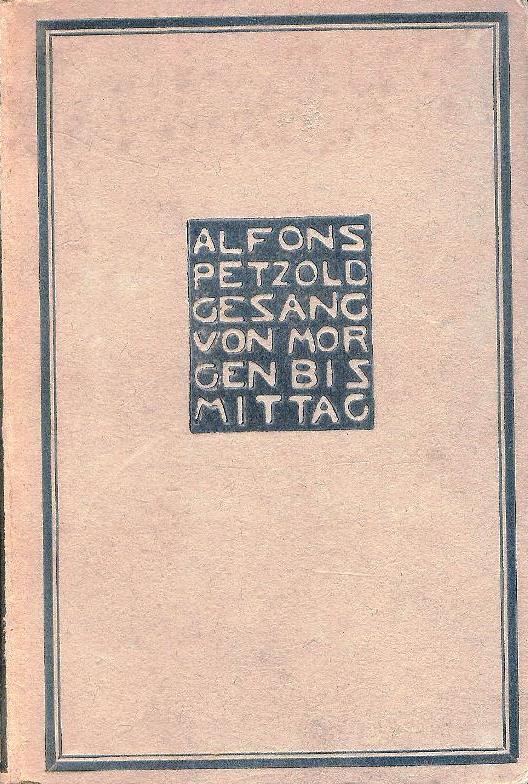 ALFONS
PETZOLD
GESANG
VON MOR
GEN BIS
MITTAG